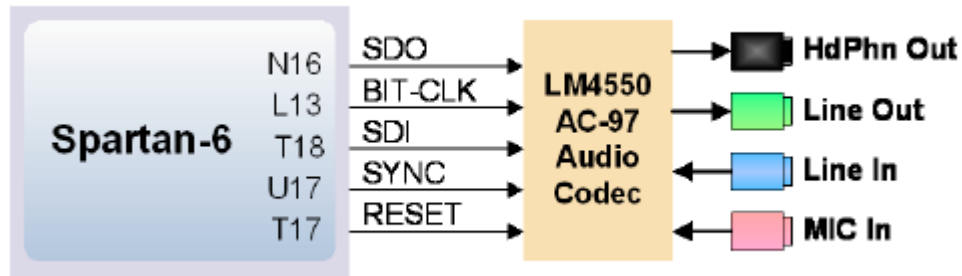 Spartan-6
N16
L13
T18
U17
T17
SDO
BIT-CLK
SDI
SYNC
RESET
LM4550
AC-97
Audio
Codec
HdPhn Out
Line Out
Line In
MIC In